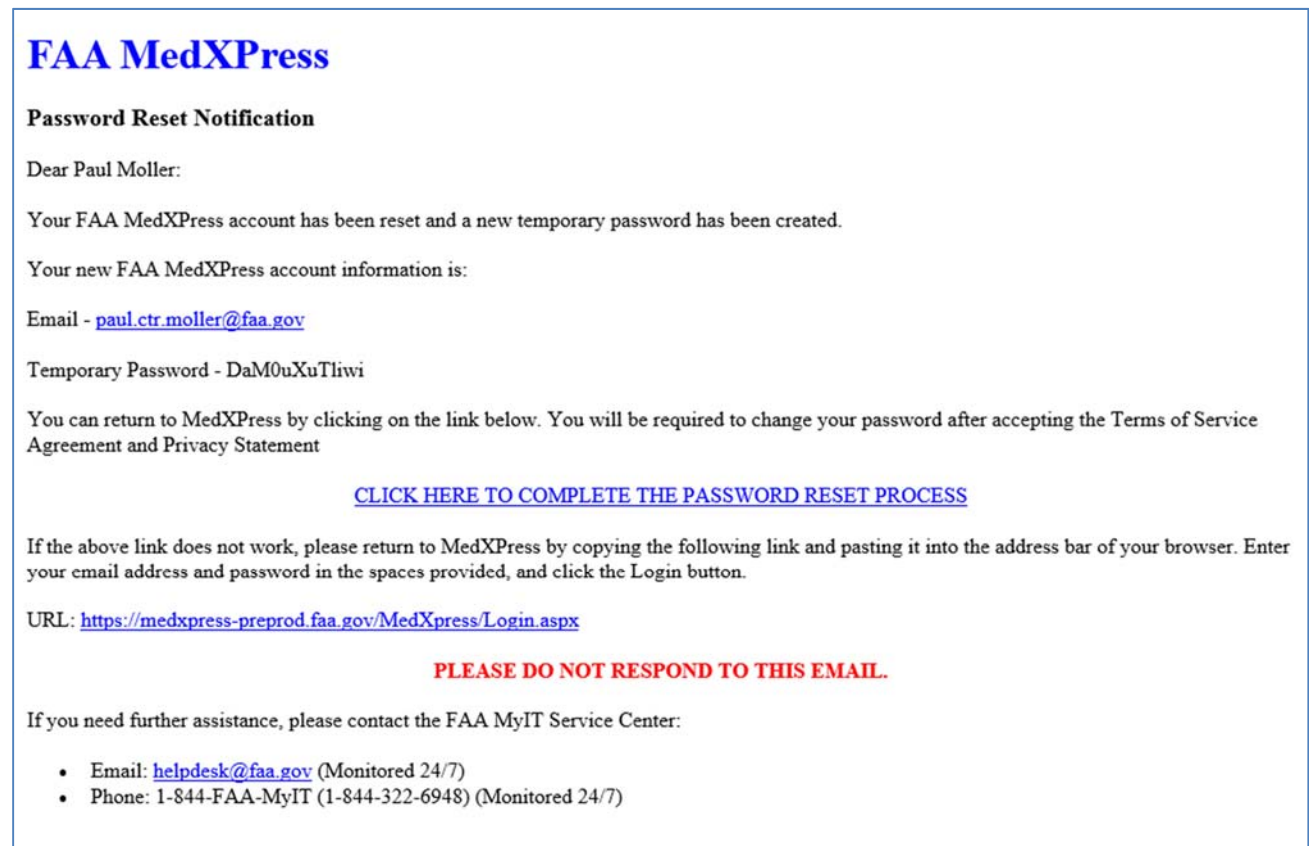 FAA MedXPress
Password Reset Notification
Dear Paul Moller:
Your FAA MedXPress account has been reset and a new temporary password has been created.
Your new FAA MedXPress account information is:
Email - paul.ctr.moller@faa.gov
Temporary Password - DaM0uXuTliwi
You can return to MedXPress by clicking on the link below. You will be required to change your password after accepting the Terms of Service
Agreement and Privacy Statement
CLICK HERE TO COMPLETE THE PASSWORD RESET PROCESS
If the above link does not work, please return to MedXPress by copying the following link and pasting it into the address bar of your browser. Enter
your email address and password in the spaces provided, and click the Login button.
URL: https://medxpress-preprod.faa.gov/MedXpress/Login.aspx
PLEASE DO NOT RESPOND TO THIS EMAIL.
If you need further assistance, please contact the FAA MyIT Service Center:
• Email: helpdesk@faa.gov (Monitored 24/7)
• Phone: 1-844-FAA-MyIT (1-844-322-6948) (Monitored 24/7)